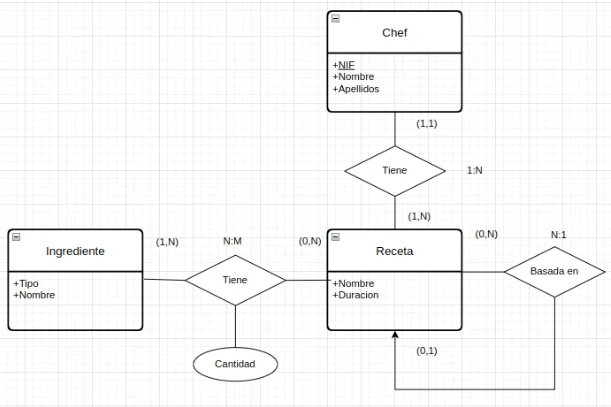 Chef
+NIF
+Nombre
+Apellidos
(1,1)
Tiene
1:N
(1,N)
Ingrediente
+Tipo
+Nombre
(1,N)
N:M
(0,N)
Tiene
Cantidad
Receta
+Nombre
+Duracion
(0,N)
N:1
Basada en
(0,1)